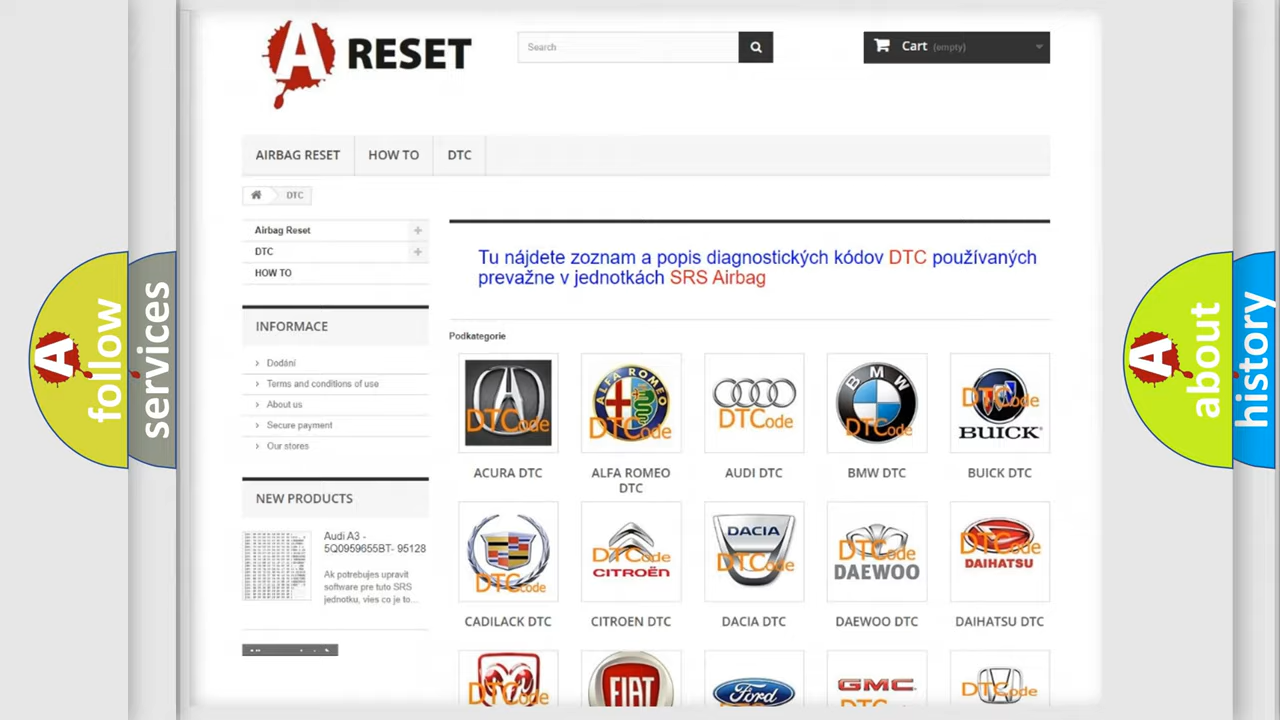 A RESET
Search
Cart (empty)
AIRBAG RESET
HOW TO
DTC
DTC
Airbag Reset
DTC
HOW TO
INFORMACE
Dodání
Terms and conditions of use
About us
Secure payment
Our stores
NEW PRODUCTS
Audi A3 -
5Q0959655BT- 95128
Ak potrebujes upravit
software pre tuto SRS
jednotku, vies co je to...
Tu nájdete zoznam a popis diagnostických kódov DTC používaných
prevažne v jednotkách SRS Airbag
Podkategorie
DTCode
ALFA ROMEO
DTCode
DTCode
BMW
DTCode
DTCode
BUICK
ACURA DTC
ALFA ROMEO
DTC
AUDI DTC
BMW DTC
BUICK DTC
DTCode
DTCode
CITROËN
DACIA
DTCode
DTCode
DAEWOO
DTCode
DAIHATSU
CADILACK DTC
CITROEN DTC
DACIA DTC
DAEWOO DTC
DAIHATSU DTC
DTCode
FIAT
Ford
GMC
DTCode
A follow
services
A about
history